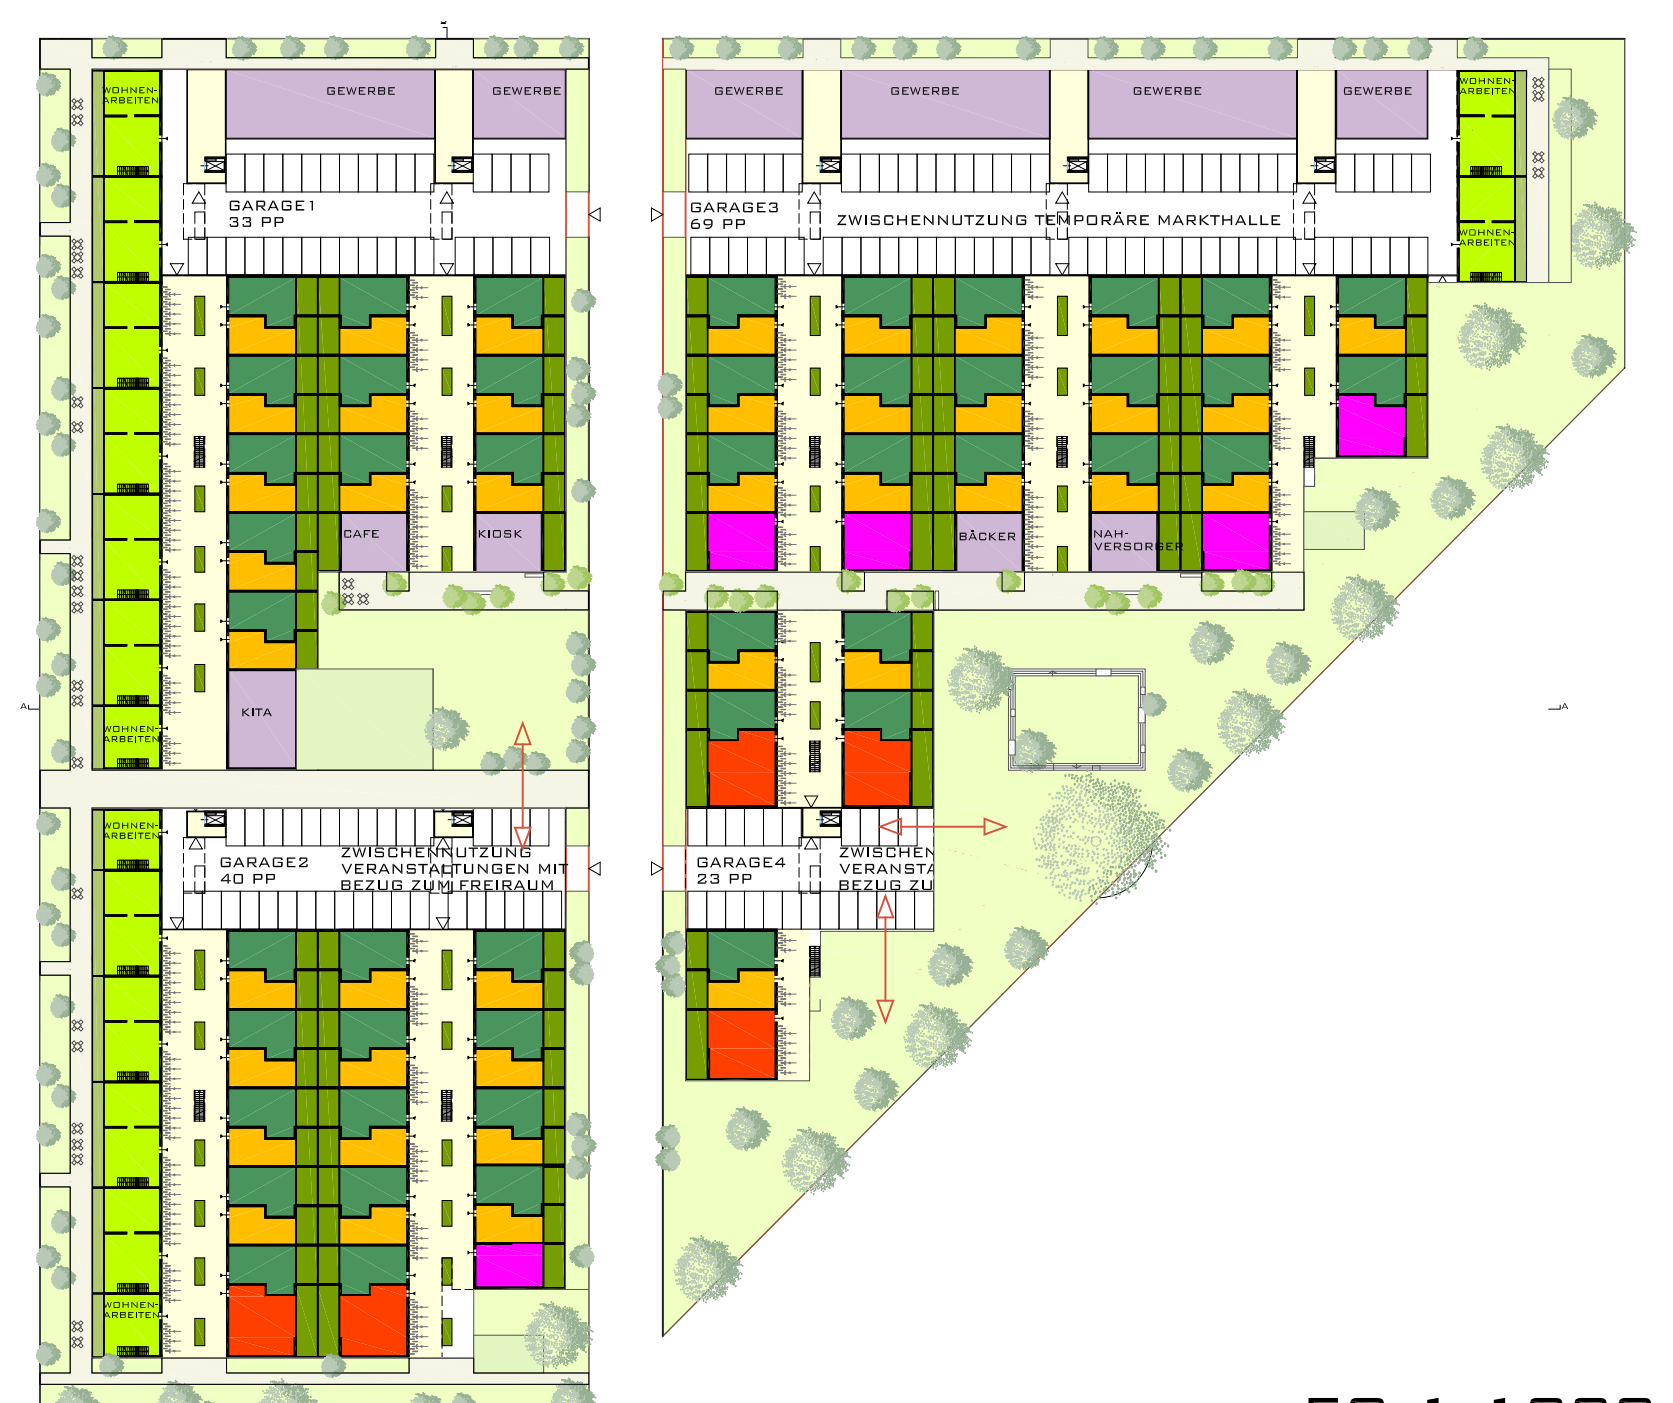 WOHNEN-
ARBEITEN
GEWERBE
GEWERBE
GEWERBE
GEWERBE
GEWERBE
GEWERBE
WOHNEN-
ARBEITEN
GARAGE1
33 PP
GARAGE3
69 PP
ZWISCHENNUTZUNG TEMPORÄRE MARKTHALLE
WOHNEN-
ARBEITEN
CAFE
KIOSK
BÄCKER
NAH-
VERSORGER
KITA
A
A
WOHNEN-
ARBEITEN
WOHNEN-
ARBEITEN
GARAGE2
40 PP
ZWISCHENNUTZUNG
VERANSTALTUNGEN MIT
BEZUG ZUM FREIRAUM
GARAGE4
23 PP
ZWISCHEN
VERANSTA
BEZUG ZU
WOHNEN-
ARBEITEN